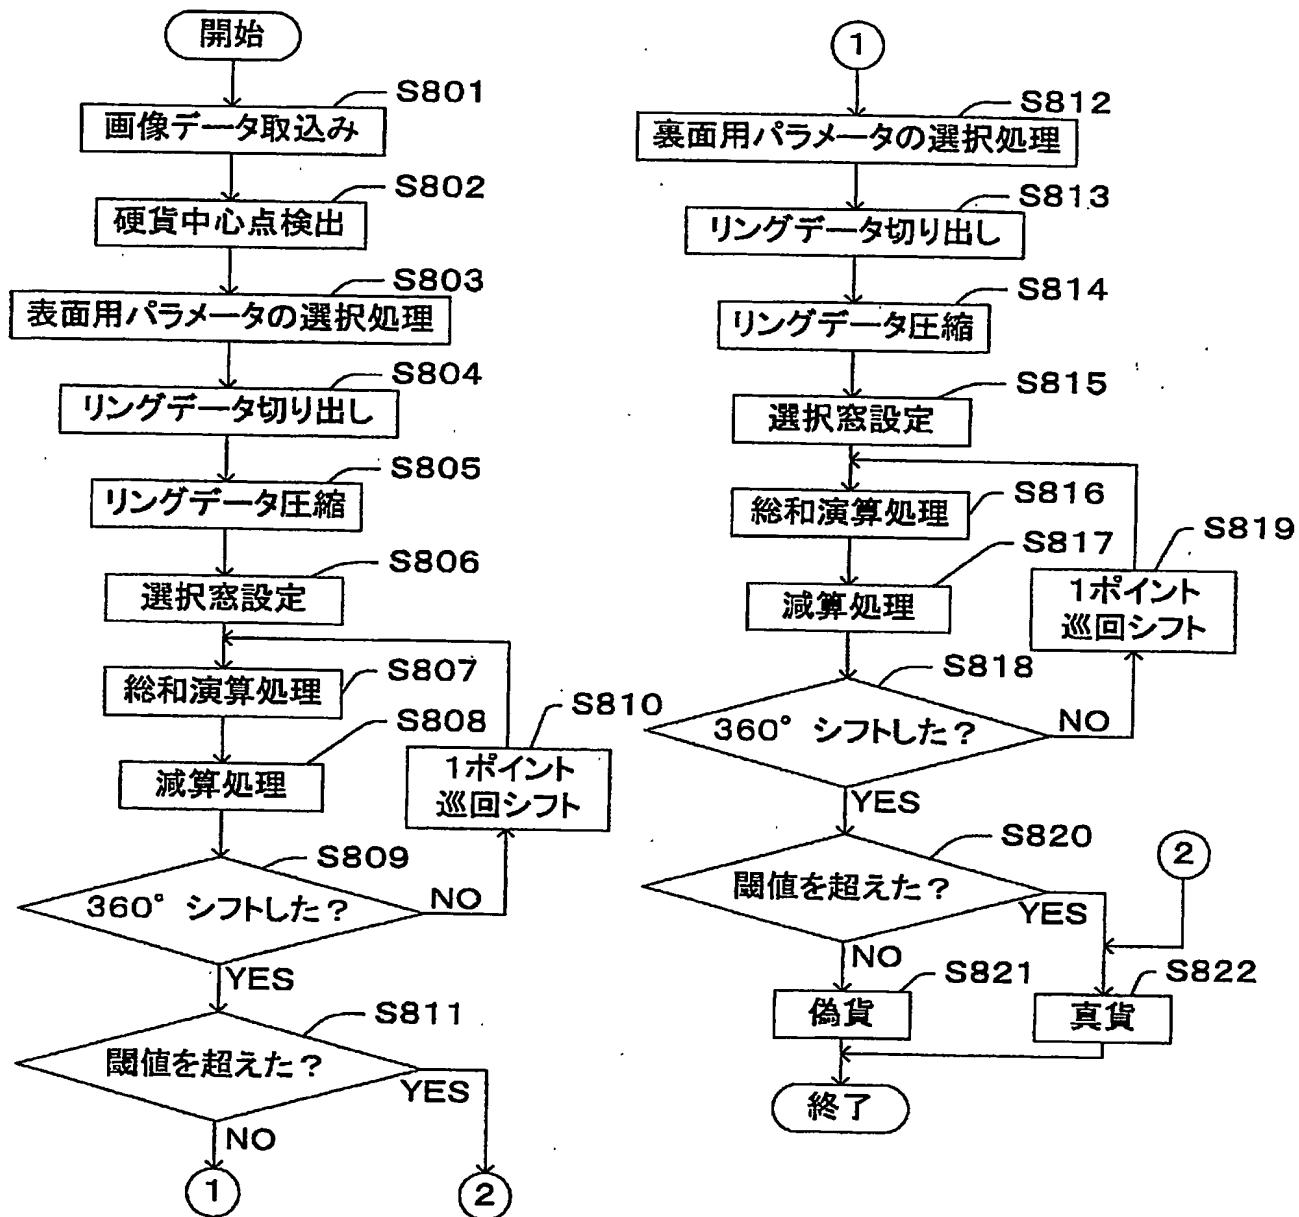 開始
S801
画像データ取込み
S802
硬貨中心点検出
S803
表面用パラメータの選択処理
S804
リングデータ切り出し
S805
リングデータ圧縮
S806
選択窓設定
S807
総和演算処理
S808
減算処理
S810
1ポイント
巡回シフト
S809
360°シフトした?
NO
YES
S811
閾値を超えた?
YES
NO
1
2
1
S812
裏面用パラメータの選択処理
S813
リングデータ切り出し
S814
リングデータ圧縮
S815
選択窓設定
S816
総和演算処理
S817
減算処理
S819
1ポイント
巡回シフト
S818
360°シフトした?
NO
YES
S820
閾値を超えた?
2
YES
NO
S821
偽貨
S822
真貨
終了